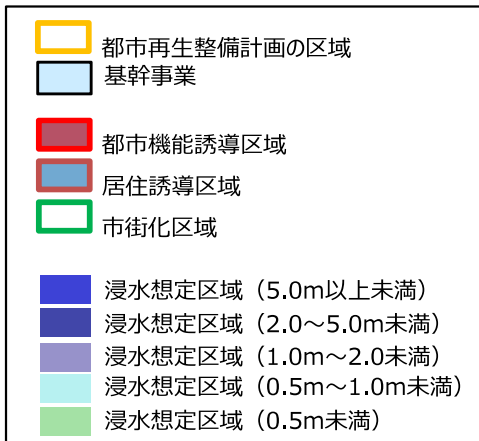 都市再生整備計画の区域
基幹事業
都市機能誘導区域
居住誘導区域
市街化区域
浸水想定区域（5.0m以上未満）
浸水想定区域（2.0～5.0m未満）
浸水想定区域（1.0m～2.0未満）
浸水想定区域（0.5m～1.0m未満）
浸水想定区域（0.5m未満）